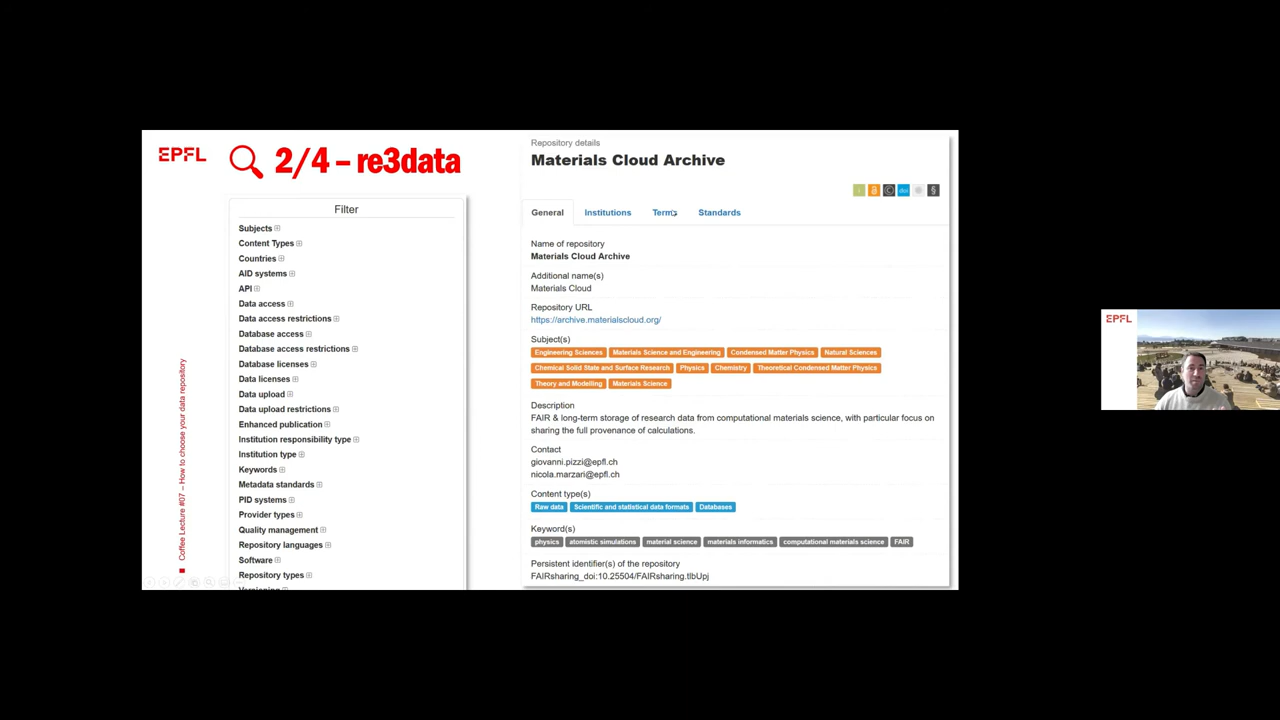 EPFL
2/4 – re3data
Filter
Subjects
Content Types
Countries
AID systems
API
Data access
Data access restrictions
Database access
Database access restrictions
Database licenses
Data licenses
Data upload
Data upload restrictions
Enhanced publication
Institution responsibility type
Institution type
Keywords
Metadata standards
PID systems
Provider types
Quality management
Repository languages
Software
Repository types
Versioning
Coffee Lecture #07 – How to choose your data repository
Repository details
Materials Cloud Archive
doi §
General Institutions Terms Standards
Name of repository
Materials Cloud Archive
Additional name(s)
Materials Cloud
Repository URL
https://archive.materialscloud.org/
Subject(s)
Engineering Sciences Materials Science and Engineering Condensed Matter Physics Natural Sciences
Chemical Solid State and Surface Research Physics Chemistry Theoretical Condensed Matter Physics
Theory and Modelling Materials Science
Description
FAIR & long-term storage of research data from computational materials science, with particular focus on
sharing the full provenance of calculations.
Contact
giovanni.pizzi@epfl.ch
nicola.marzari@epfl.ch
Content type(s)
Raw data Scientific and statistical data formats Databases
Keyword(s)
physics atomistic simulations material science materials informatics computational materials science FAIR
Persistent identifier(s) of the repository
FAIRsharing_doi:10.25504/FAIRsharing.tlbUpj
EPFL